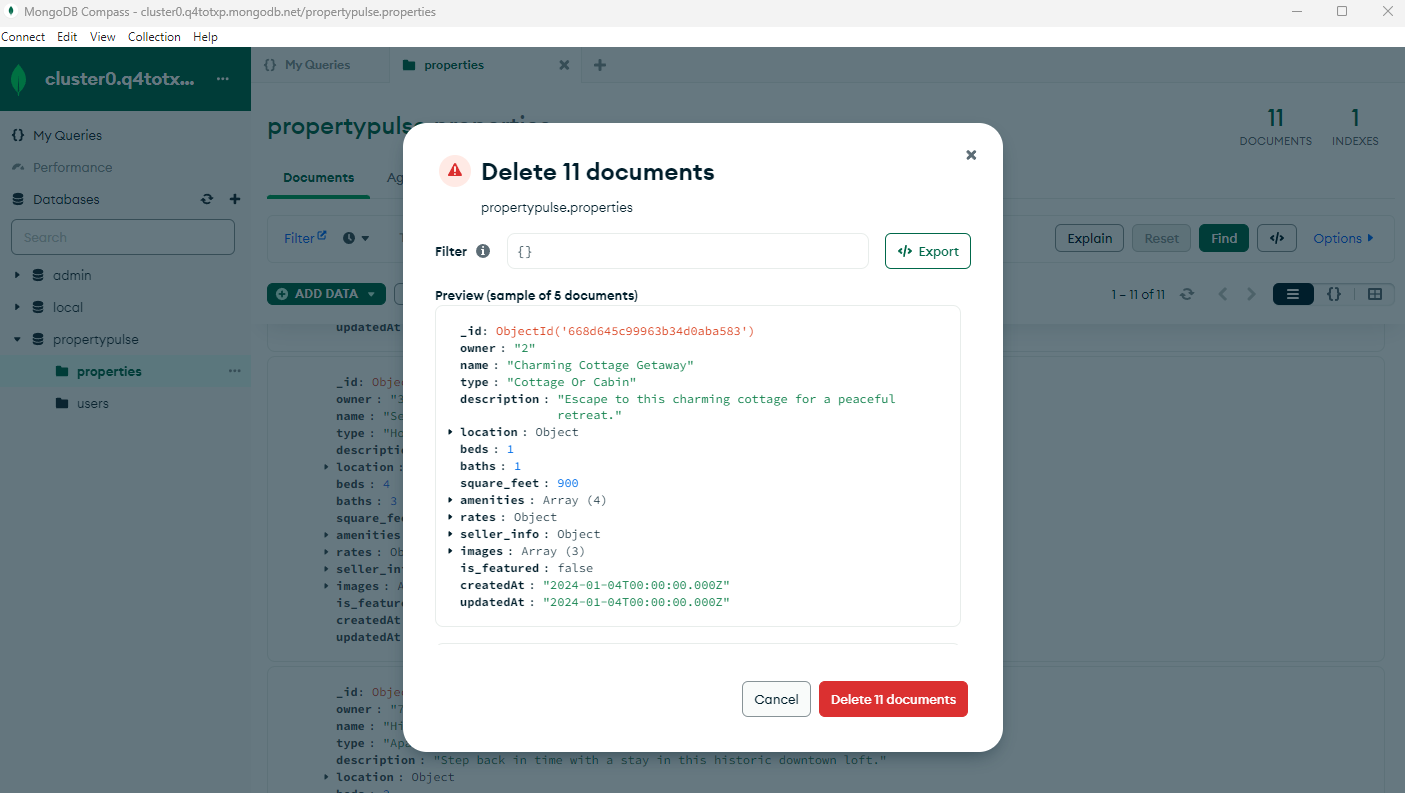 MongoDB Compass - cluster0.q4totxp.mongodb.net/propertypulse.properties
Connect Edit View Collection Help
cluster0.q4totx... ...
{} My Queries
properties
My Queries
Performance
Databases
Search
admin
local
propertypulse
properties ...
users
propertypulse.properties
11
DOCUMENTS
1
INDEXES
Documents
Ag
Filter
Explain
Reset
Find
</>
Options
ADD DATA
1 – 11 of 11
{}
updatedAt
_id: Obje
owner : "3
name : "Se
type : "Ho
descripti
location :
beds : 4
baths : 3
square_fee
amenities
rates : Ob
seller_in
images : A
is_feature
createdAt
updatedAt
_id: Obje
owner : "7
name : "Hi
type : "Apa
description : "Step back in time with a stay in this historic downtown loft."
location : Object
Delete 11 documents
propertypulse.properties
Filter
{}
</> Export
Preview (sample of 5 documents)
_id: ObjectId('668d645c99963b34d0aba583')
owner : "2"
name : "Charming Cottage Getaway"
type : "Cottage Or Cabin"
description : "Escape to this charming cottage for a peaceful
retreat."
location : Object
beds : 1
baths : 1
square_feet : 900
amenities : Array (4)
rates : Object
seller_info : Object
images : Array (3)
is_featured : false
createdAt : "2024-01-04T00:00:00.000Z"
updatedAt : "2024-01-04T00:00:00.000Z"
Cancel
Delete 11 documents